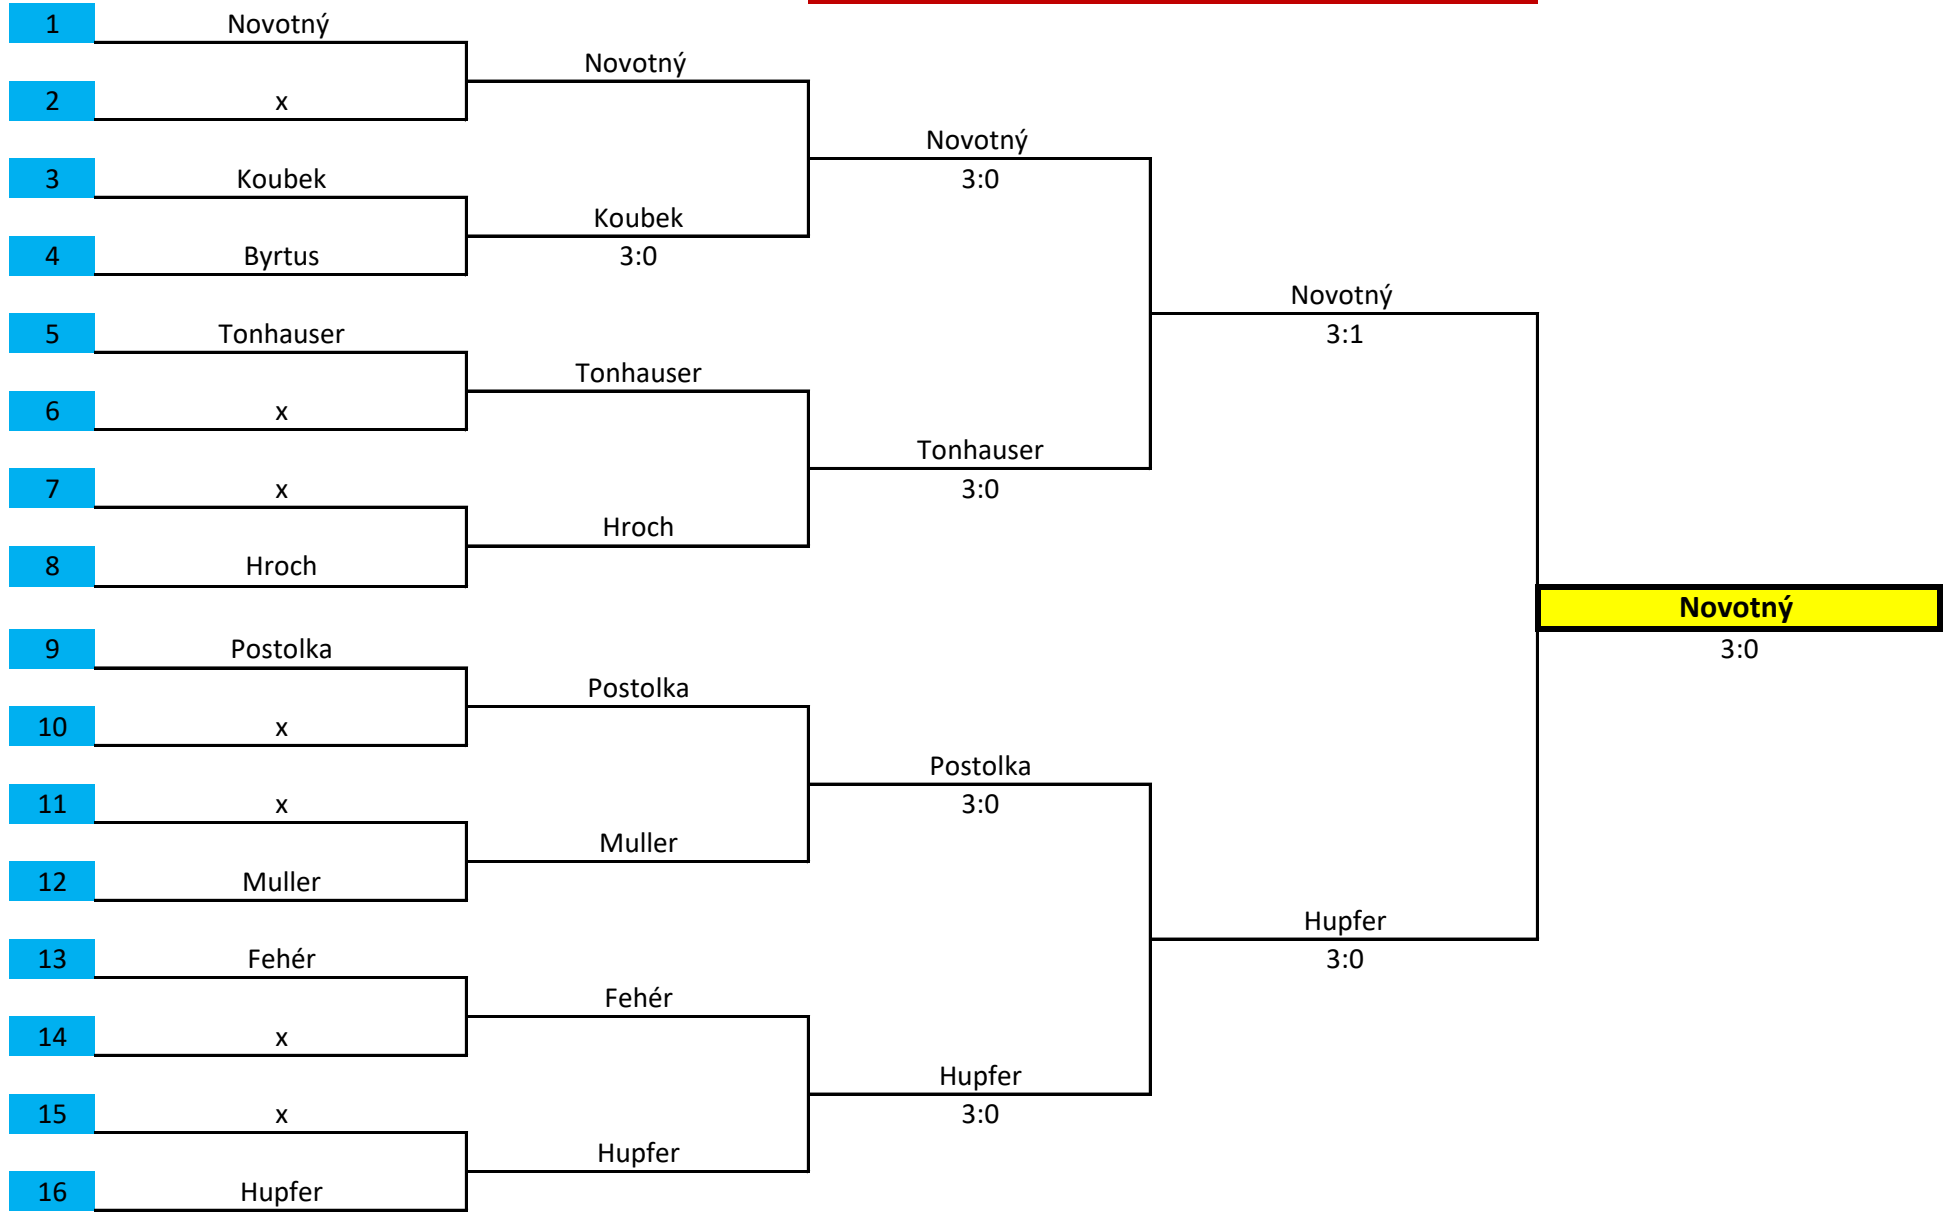 1 Novotný
Novotný
2 x
Novotný
3 Koubek 3:0
Koubek
4 Byrtus 3:0
Novotný
5 Tonhauser 3:1
Tonhauser
6 x
Tonhauser
7 x 3:0
Hroch
8 Hroch
Novotný
9 Postolka 3:0
Postolka
10 x
Postolka
11 x 3:0
Muller
12 Muller
Hupfer
13 Fehér 3:0
Fehér
14 x
Hupfer
15 x 3:0
Hupfer
16 Hupfer